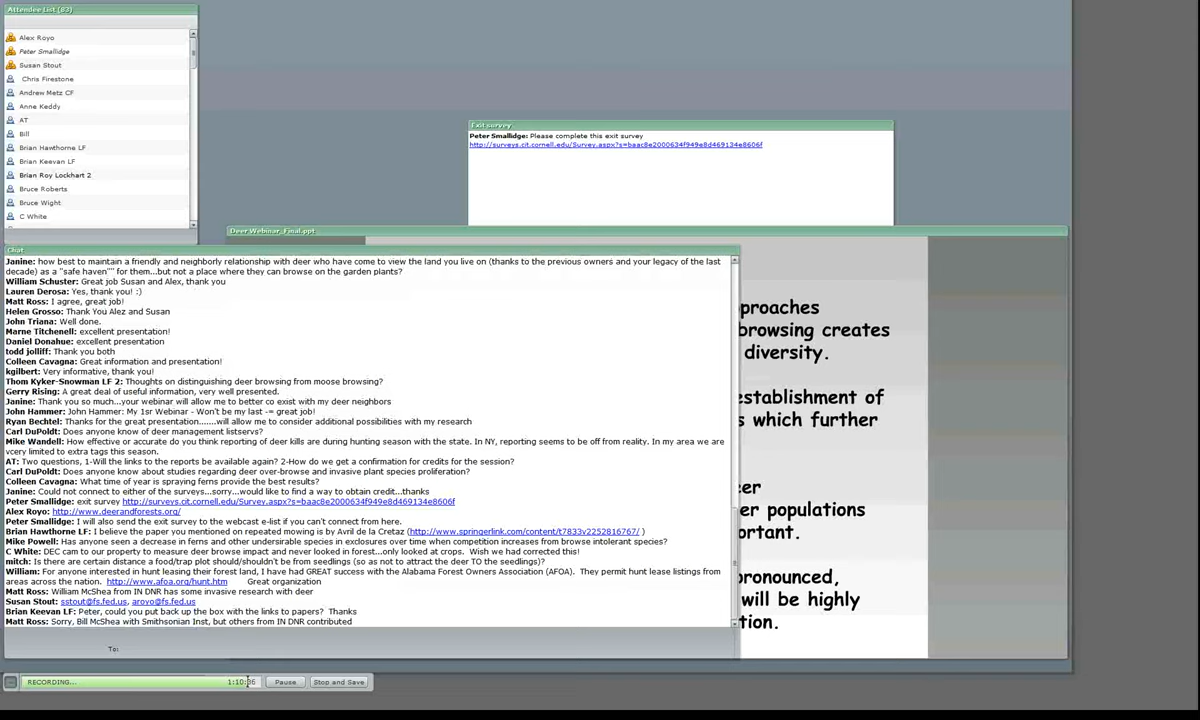 Attendee List (83)
Alex Royo
Peter Smallidge
Susan Stout
Chris Firestone
Andrew Metz CF
Anne Keddy
AT
Bill
Brian Hawthorne LF
Brian Keevan LF
Brian Roy Lockhart 2
Bruce Roberts
Bruce Wight
C White
Exit survey
Peter Smallidge: Please complete this exit survey
http://surveys.cit.cornell.edu/Survey.aspx?s=baac8e2000634f949e8d469134e8606f
Deer Webinar_Final.ppt
Chat
Janine: how best to maintain a friendly and neighborly relationship with deer who have come to view the land you live on (thanks to the previous owners and your legacy of the last
decade) as a "safe haven"" for them...but not a place where they can browse on the garden plants?
William Schuster: Great job Susan and Alex, thank you
Lauren Derosa: Yes, thank you! :)
Matt Ross: I agree, great job!
Helen Grosso: Thank You Alez and Susan
John Triana: Well done.
Marne Titchenell: excellent presentation!
Daniel Donahue: excellent presentation
todd jolliff: Thank you both
Colleen Cavagna: Great information and presentation!
kgilbert: Very informative, thank you!
Thom Kyker-Snowman LF 2: Thoughts on distinguishing deer browsing from moose browsing?
Gerry Rising: A great deal of useful information, very well presented.
Janine: Thank you so much...your webinar will allow me to better co exist with my deer neighbors
John Hammer: John Hammer: My 1sr Webinar - Won't be my last -= great job!
Ryan Bechtel: Thanks for the great presentation.......will allow me to consider additional possibilities with my research
Carl DuPoldt: Does anyone know of deer management listservs?
Mike Wandell: How effective or accurate do you think reporting of deer kills are during hunting season with the state. In NY, reporting seems to be off from reality. In my area we are
vcery limited to extra tags this season.
AT: Two questions, 1-Will the links to the reports be available again? 2-How do we get a confirmation for credits for the session?
Carl DuPoldt: Does anyone know about studies regarding deer over-browse and invasive plant species proliferation?
Colleen Cavagna: What time of year is spraying ferns provide the best results?
Janine: Could not connect to either of the surveys...sorry...would like to find a way to obtain credit...thanks
Peter Smallidge: exit survey http://surveys.cit.cornell.edu/Survey.aspx?s=baac8e2000634f949e8d469134e8606f
Alex Royo: http://www.deerandforests.org/
Peter Smallidge: I will also send the exit survey to the webcast e-list if you can't connect from here.
Brian Hawthorne LF: I believe the paper you mentioned on repeated mowing is by Avril de la Cretaz (http://www.springerlink.com/content/t7833v2252816767/ )
Mike Powell: Has anyone seen a decrease in ferns and other undersirable species in exclosures over time when competition increases from browse intolerant species?
C White: DEC cam to our property to measure deer browse impact and never looked in forest...only looked at crops. Wish we had corrected this!
mitch: Is are certain distance a food/trap plot should/shouldn't be from seedlings (so as not to attract the deer TO the seedlings)?
William: For anyone interested in hunt leasing their forest land, I have had GREAT success with the Alabama Forest Owners Association (AFOA). They permit hunt lease listings from
areas across the nation. http://www.afoa.org/hunt.htm Great organization
Matt Ross: William McShea from IN DNR has some invasive research with deer
Susan Stout: sstout@fs.fed.us, aroyo@fs.fed.us
Brian Keevan LF: Peter, could you put back up the box with the links to papers? Thanks
Matt Ross: Sorry, Bill McShea with Smithsonian Inst, but others from IN DNR contributed
To:
proaches
browsing creates
diversity.
establishment of
s which further
eer
er populations
ortant.
pronounced,
will be highly
tion.
RECORDING...
1:10:36
Pause
Stop and Save